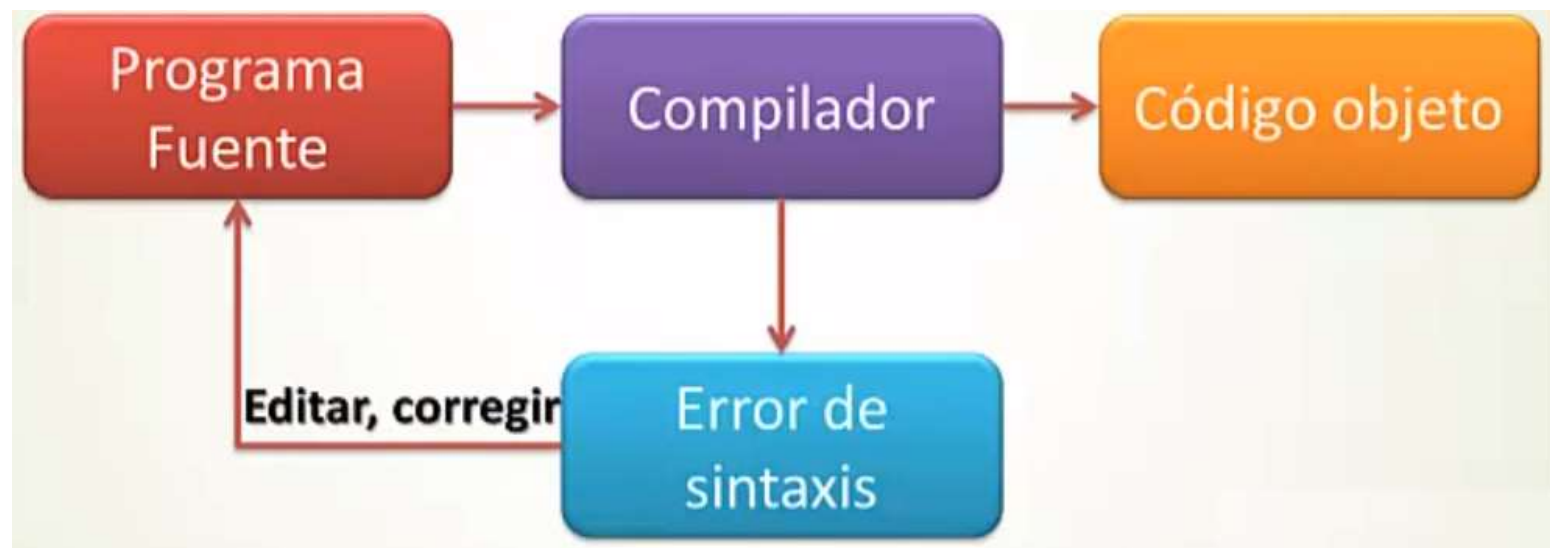 Programa
Fuente
Compilador
Código objeto
Editar, corregir
Error de
sintaxis